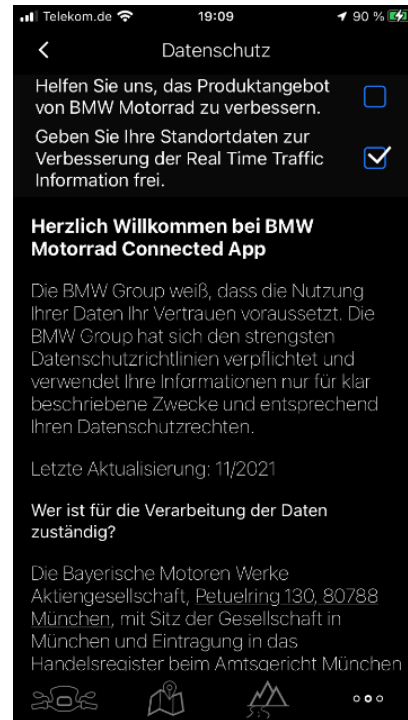 Telekom.de 19:09 90 %
Datenschutz
Helfen Sie uns, das Produktangebot
von BMW Motorrad zu verbessern.
Geben Sie Ihre Standortdaten zur
Verbesserung der Real Time Traffic
Information frei.
Herzlich Willkommen bei BMW
Motorrad Connected App
Die BMW Group weiß, dass die Nutzung
Ihrer Daten Ihr Vertrauen voraussetzt. Die
BMW Group hat sich den strengsten
Datenschutzrichtlinien verpflichtet und
verwendet Ihre Informationen nur für klar
beschriebene Zwecke und entsprechend
Ihren Datenschutzrechten.
Letzte Aktualisierung: 11/2021
Wer ist für die Verarbeitung der Daten
zuständig?
Die Bayerische Motoren Werke
Aktiengesellschaft, Petuelring 130, 80788
München, mit Sitz der Gesellschaft in
München und Eintragung in das
Handelsregister beim Amtsgericht München